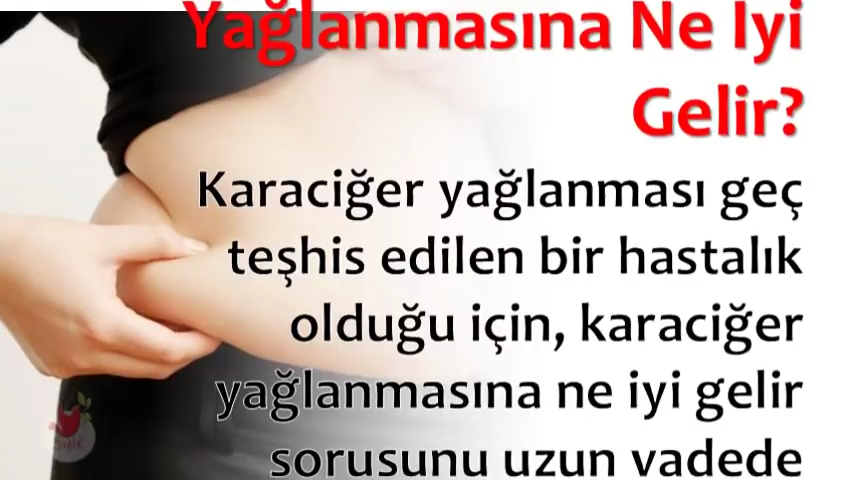 Yağlanmasına Ne İyi
Gelir?
Karaciğer yağlanması geç
teşhis edilen bir hastalık
olduğu için, karaciğer
yağlanmasına ne iyi gelir
sorusunu uzun vadede